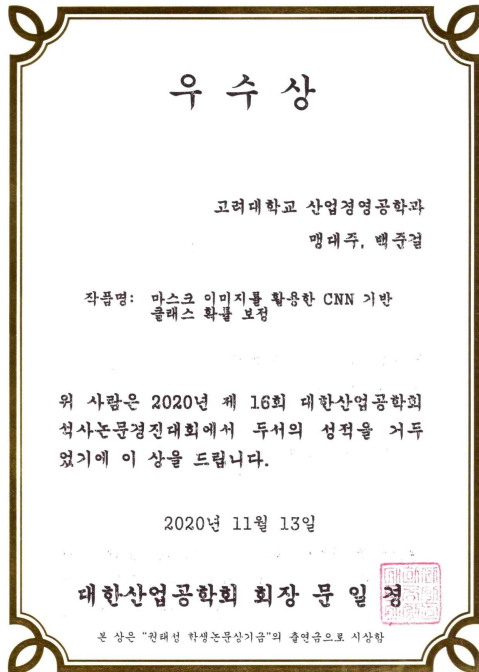 우 수 상
고려대학교 산업경영공학과
맹대주, 백준걸
작품명: 마스크 이미지를 활용한 CNN 기반
클래스 확률 보정
위 사람은 2020년 제 16회 대한산업공학회
석사논문경진대회에서 두서의 성적을 거두
었기에 이 상을 드립니다.
2020년 11월 13일
대한산업공학회 회장 문 일 경
본 상은 "원태성 학생논문상기금"의 출연금으로 시상함